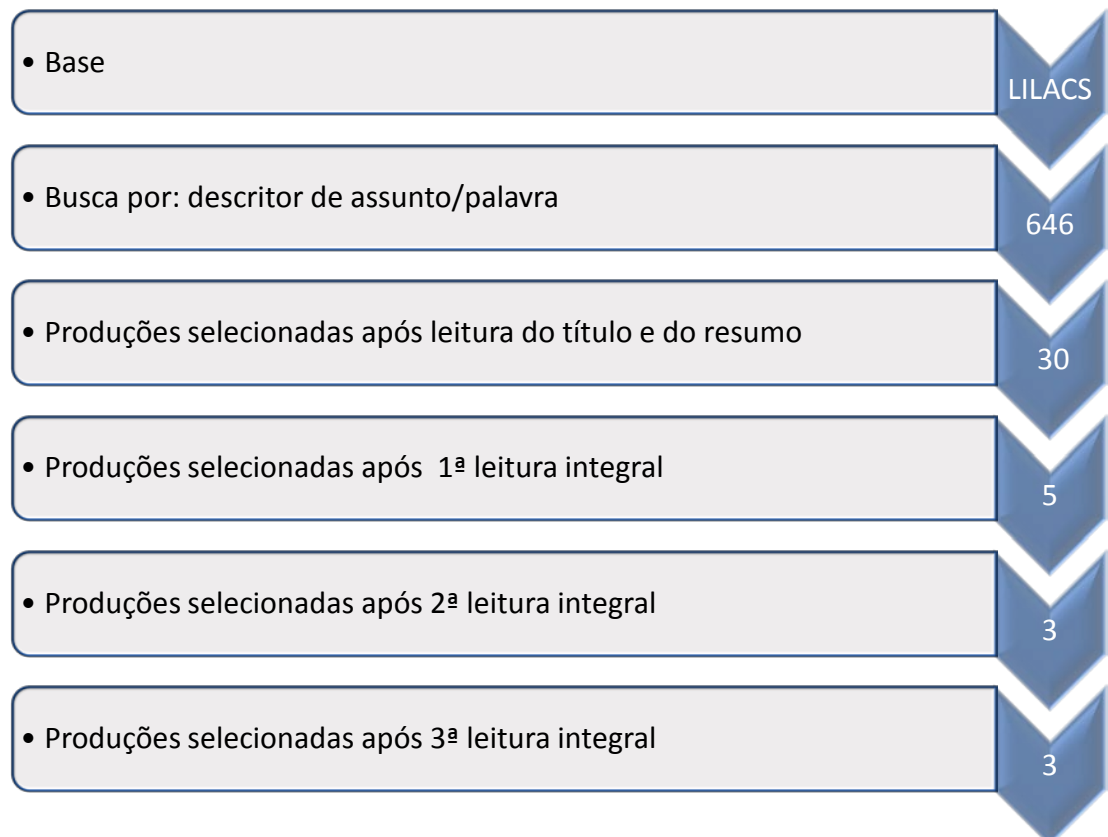 • Base
LILACS
• Busca por: descritor de assunto/palavra
646
• Produções selecionadas após leitura do título e do resumo
30
• Produções selecionadas após 1ª leitura integral
5
• Produções selecionadas após 2ª leitura integral
3
• Produções selecionadas após 3ª leitura integral
3